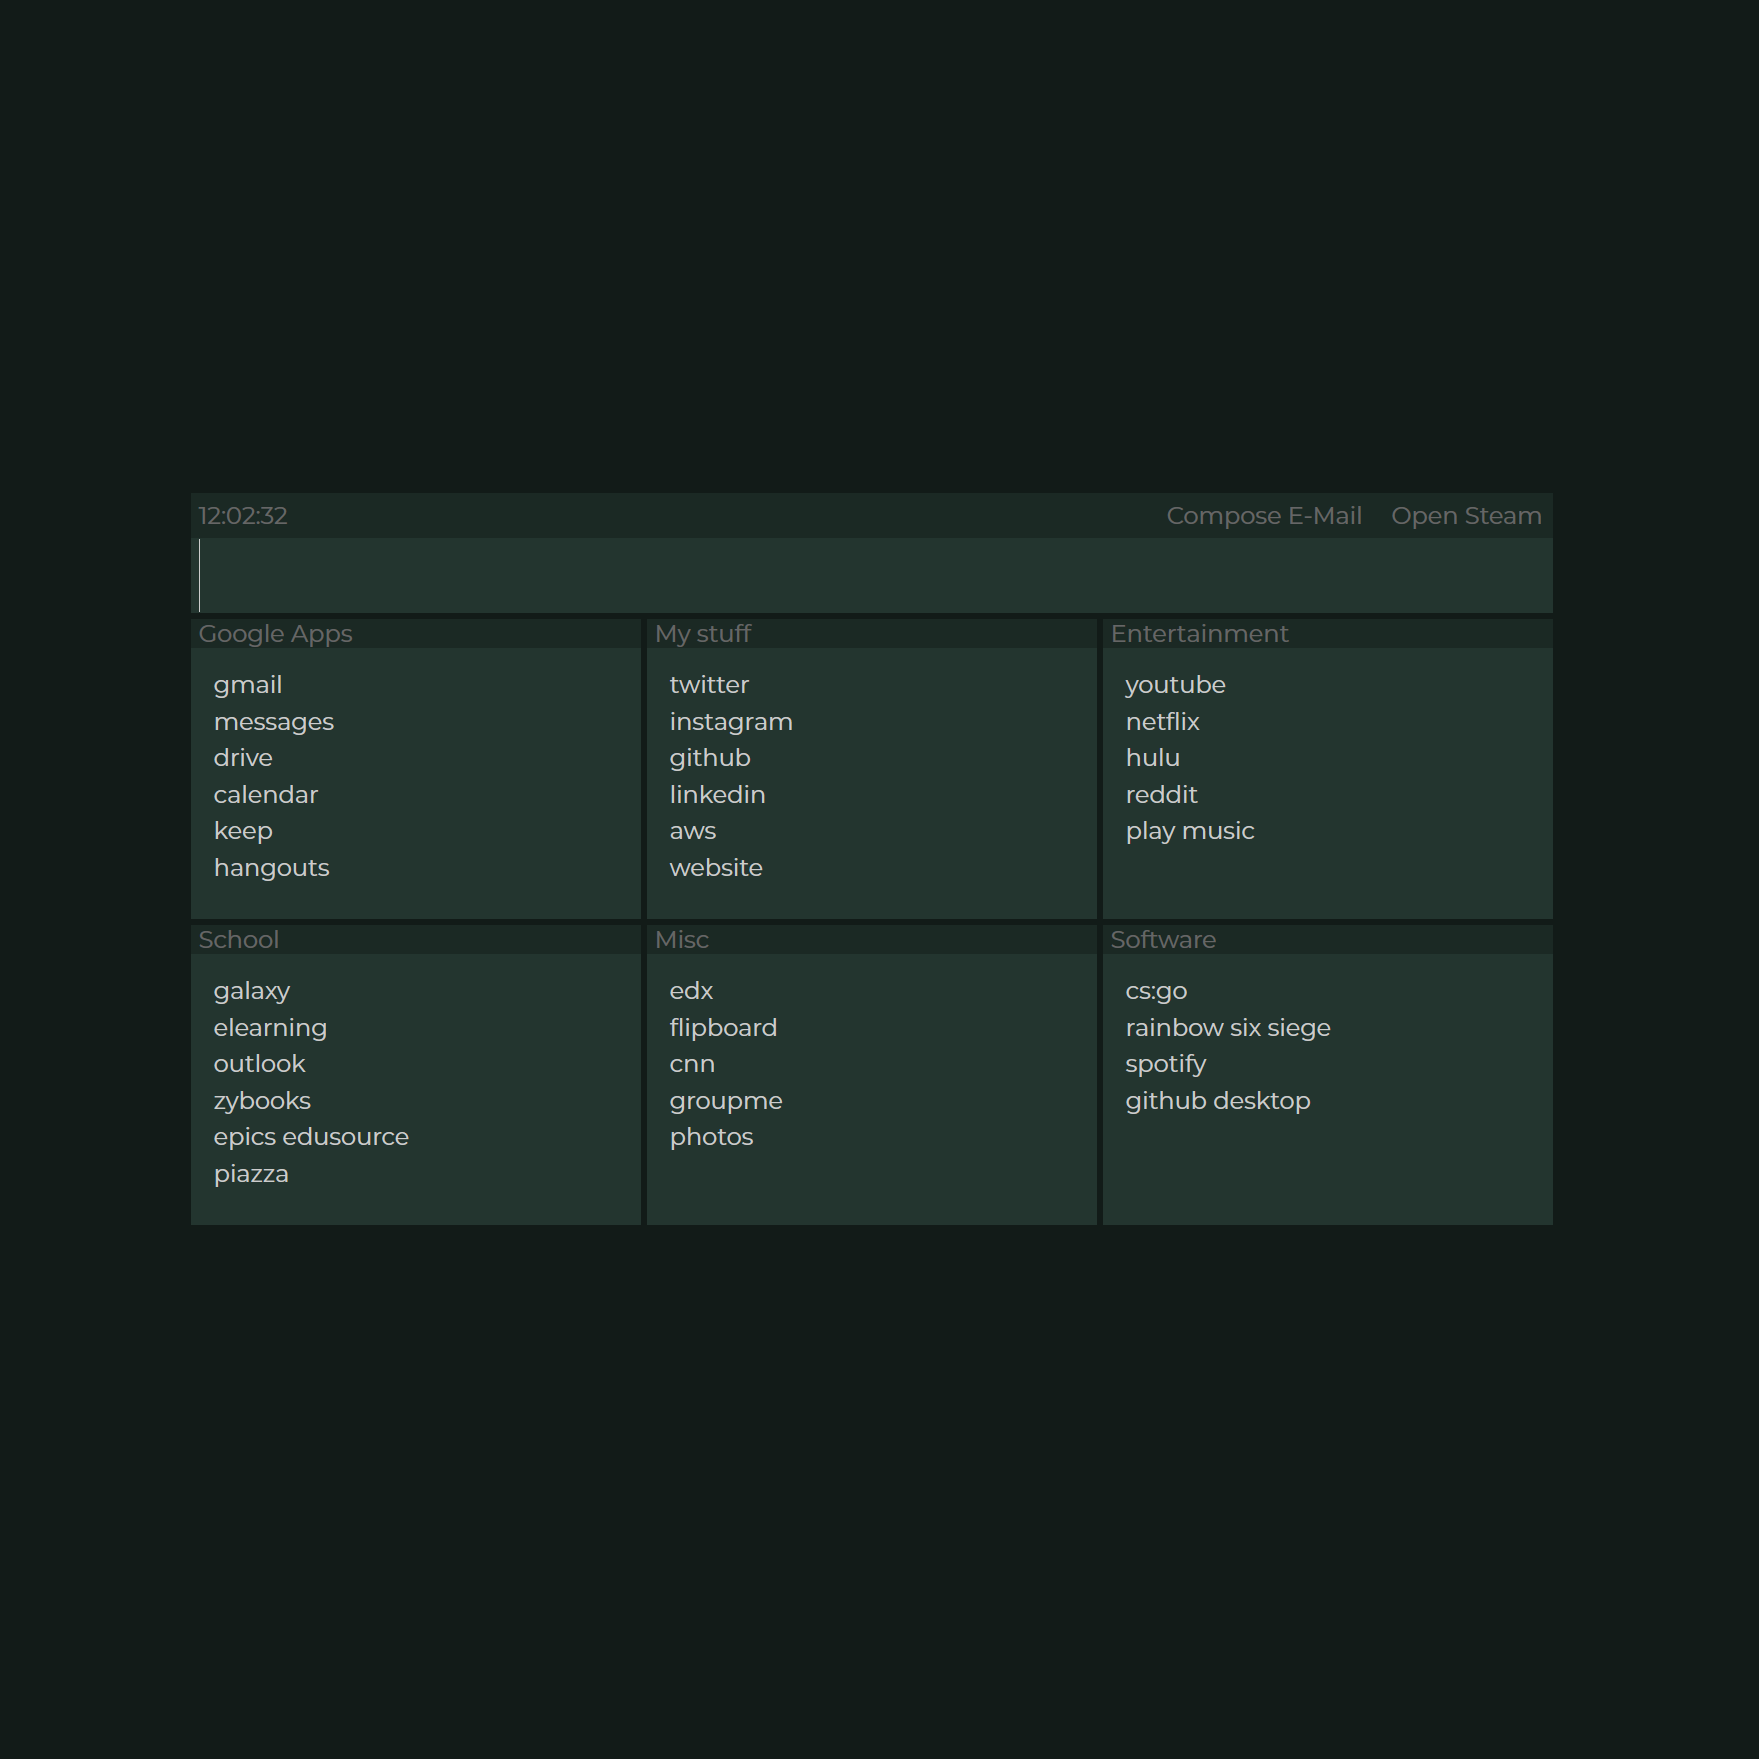 12:02:32 Compose E-Mail Open Steam
Google Apps
gmail
messages
drive
calendar
keep
hangouts
My stuff
twitter
instagram
github
linkedin
aws
website
Entertainment
youtube
netflix
hulu
reddit
play music
School
galaxy
elearning
outlook
zybooks
epics edusource
piazza
Misc
edx
flipboard
cnn
groupme
photos
Software
cs:go
rainbow six siege
spotify
github desktop